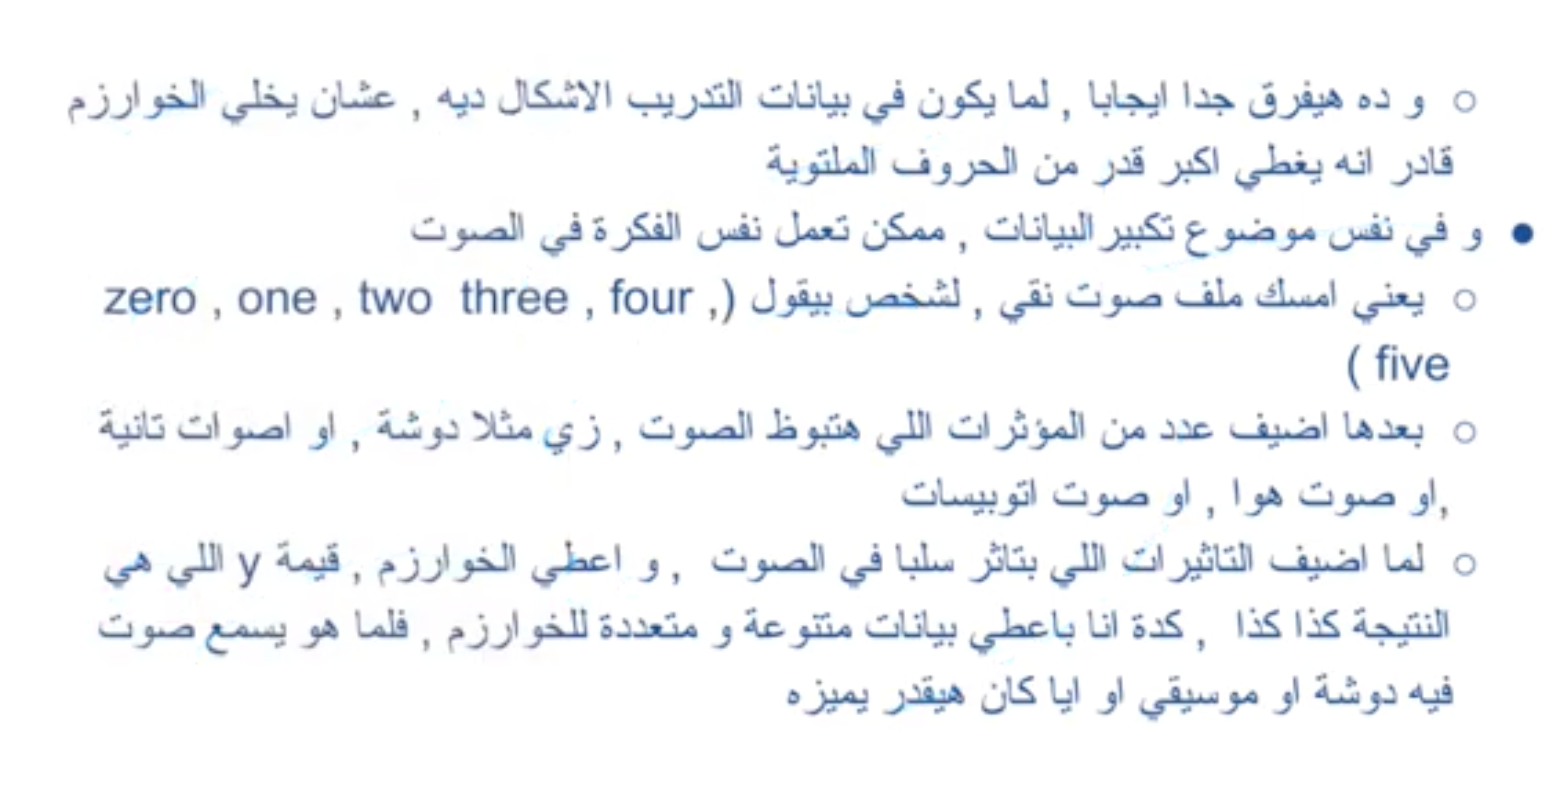 و ده هيفرق جدا ايجابا , لما يكون في بيانات التدريب الاشكال ديه , عشان يخلي الخوارزم
قادر انه يغطي اكبر قدر من الحروف الملتوية
و في نفس موضوع تكبير البيانات , ممكن تعمل نفس الفكرة في الصوت
يعني امسك ملف صوت نقي , لشخص بيقول (, zero , one , two three , four
five )
بعدها اضيف عدد من المؤثرات اللي هتبوظ الصوت , زي مثلا دوشة , او اصوات تانية
,او صوت هوا , او صوت اتوبيسات
لما اضيف التاثيرات اللي بتاثر سلبا في الصوت , و اعطي الخوارزم , قيمة y اللي هي
النتيجة كذا كذا , كدة انا باعطي بيانات متنوعة و متعددة للخوارزم , فلما هو يسمع صوت
فيه دوشة او موسيقي او ايا كان هيقدر يميزه